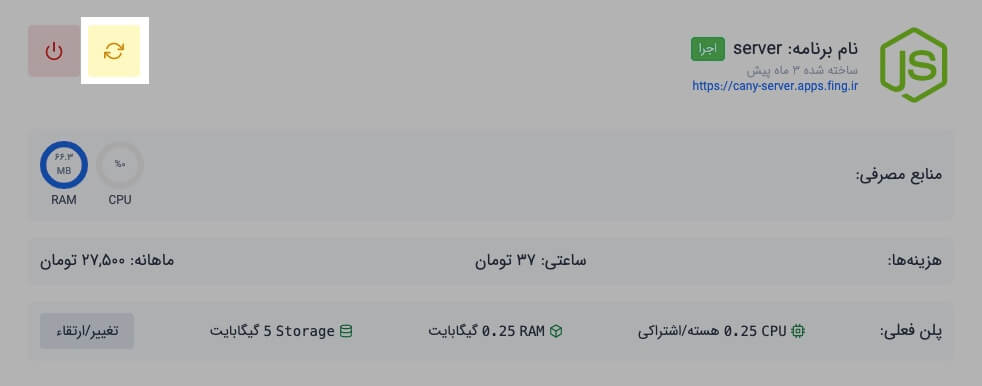 نام برنامه: server اجرا
ساخته شده ۳ ماه پیش
https://cany-server.apps.fing.ir
JS
منابع مصرفی:
%۰
CPU
۶۶.۳
MB
RAM
هزینه‌ها: ساعتی: ۳۷ تومان ماهانه: ۲۷,۵۰۰ تومان
پلن فعلی: 0.25 CPU هسته/اشتراکی 0.25 RAM گیگابایت 5 Storage گیگابایت تغییر/ارتقاء